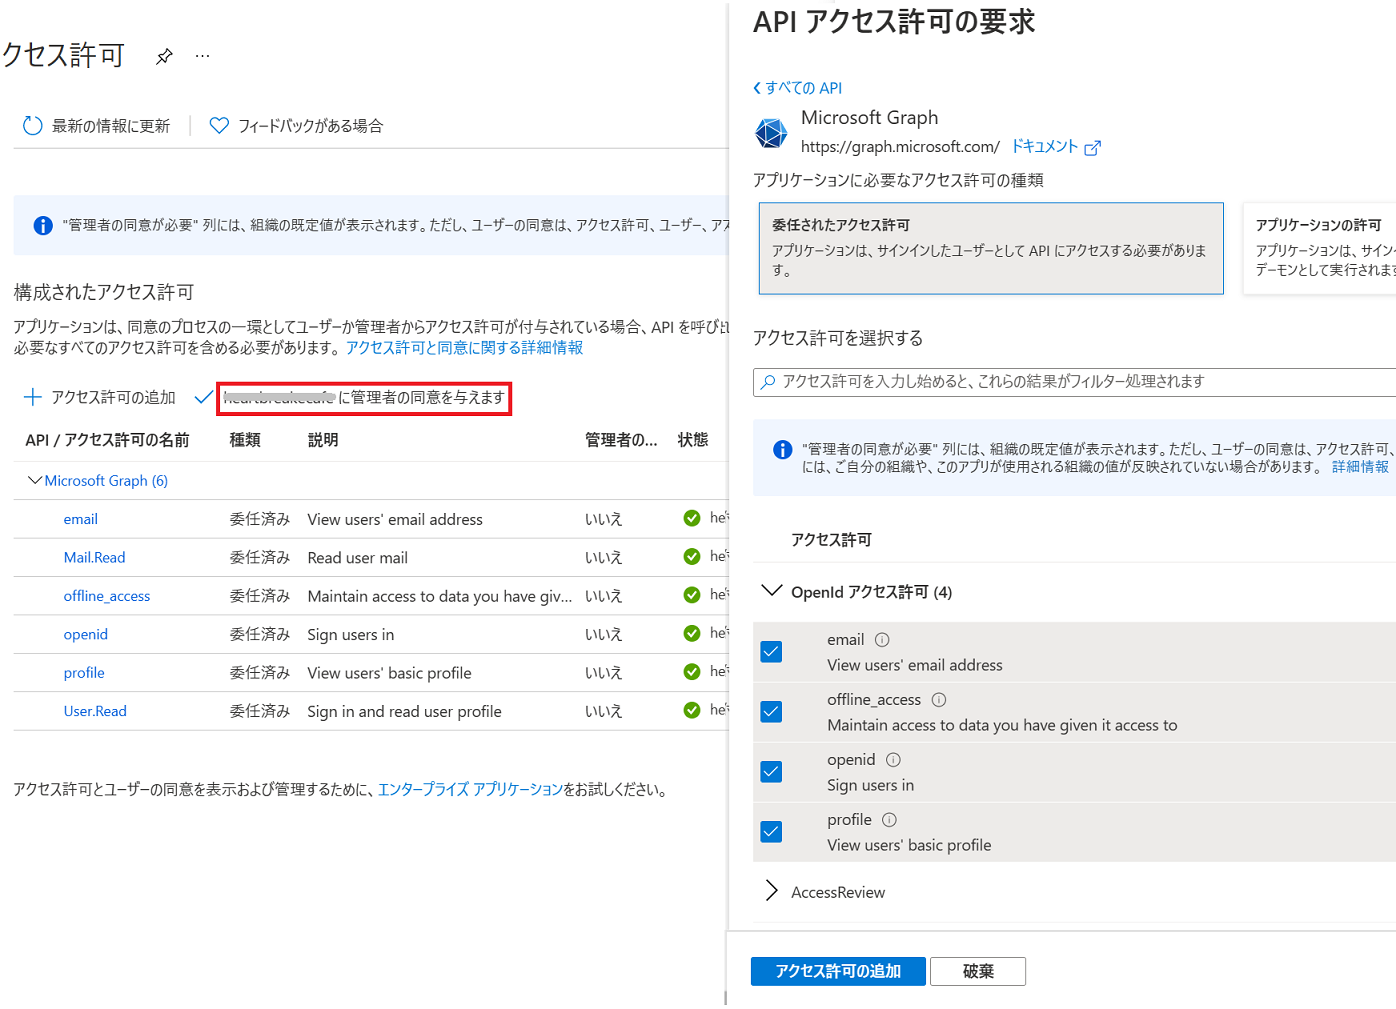 クセス許可
…
最新の情報に更新
フィードバックがある場合
"管理者の同意が必要" 列には、組織の既定値が表示されます。ただし、ユーザーの同意は、アクセス許可、ユーザー、ア
構成されたアクセス許可
アプリケーションは、同意のプロセスの一環としてユーザーか管理者からアクセス許可が付与されている場合、API を呼び
必要なすべてのアクセス許可を含める必要があります。 アクセス許可と同意に関する詳細情報
アクセス許可の追加
に管理者の同意を与えます
API / アクセス許可の名前 種類 説明 管理者の... 状態
Microsoft Graph (6)
email 委任済み View users' email address いいえ he
Mail.Read 委任済み Read user mail いいえ he
offline_access 委任済み Maintain access to data you have giv... いいえ he
openid 委任済み Sign users in いいえ he
profile 委任済み View users' basic profile いいえ he
User.Read 委任済み Sign in and read user profile いいえ he
アクセス許可とユーザーの同意を表示および管理するために、エンタープライズ アプリケーションをお試しください。
API アクセス許可の要求
すべての API
Microsoft Graph
https://graph.microsoft.com/ ドキュメント
アプリケーションに必要なアクセス許可の種類
委任されたアクセス許可
アプリケーションは、サインインしたユーザーとして API にアクセスする必要がありま
す。
アプリケーションの許可
アプリケーションは、サイン
デーモンとして実行されま
アクセス許可を選択する
アクセス許可を入力し始めると、これらの結果がフィルター処理されます
"管理者の同意が必要" 列には、組織の既定値が表示されます。ただし、ユーザーの同意は、アクセス許可、
には、ご自分の組織や、このアプリが使用される組織の値が反映されていない場合があります。 詳細情報
アクセス許可
OpenId アクセス許可 (4)
email
View users' email address
offline_access
Maintain access to data you have given it access to
openid
Sign users in
profile
View users' basic profile
AccessReview
アクセス許可の追加
破棄